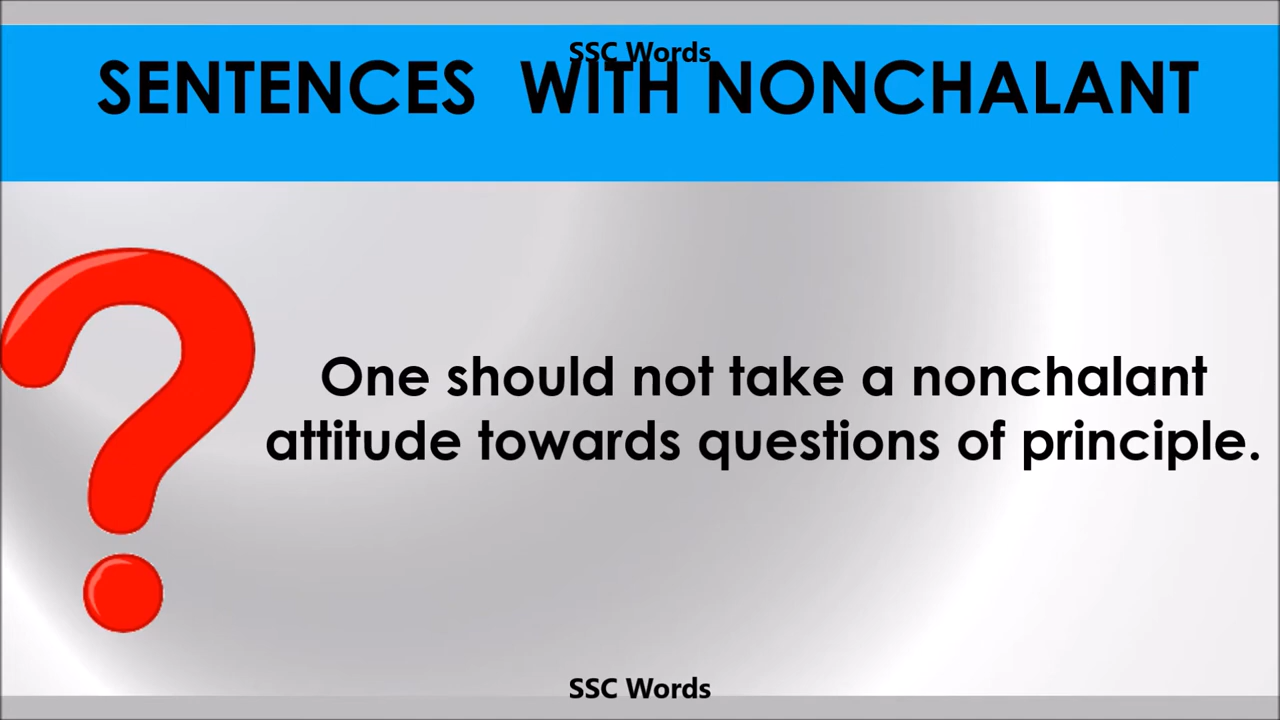 SSC Words
SENTENCES WITH NONCHALANT
One should not take a nonchalant
attitude towards questions of principle.
SSC Words